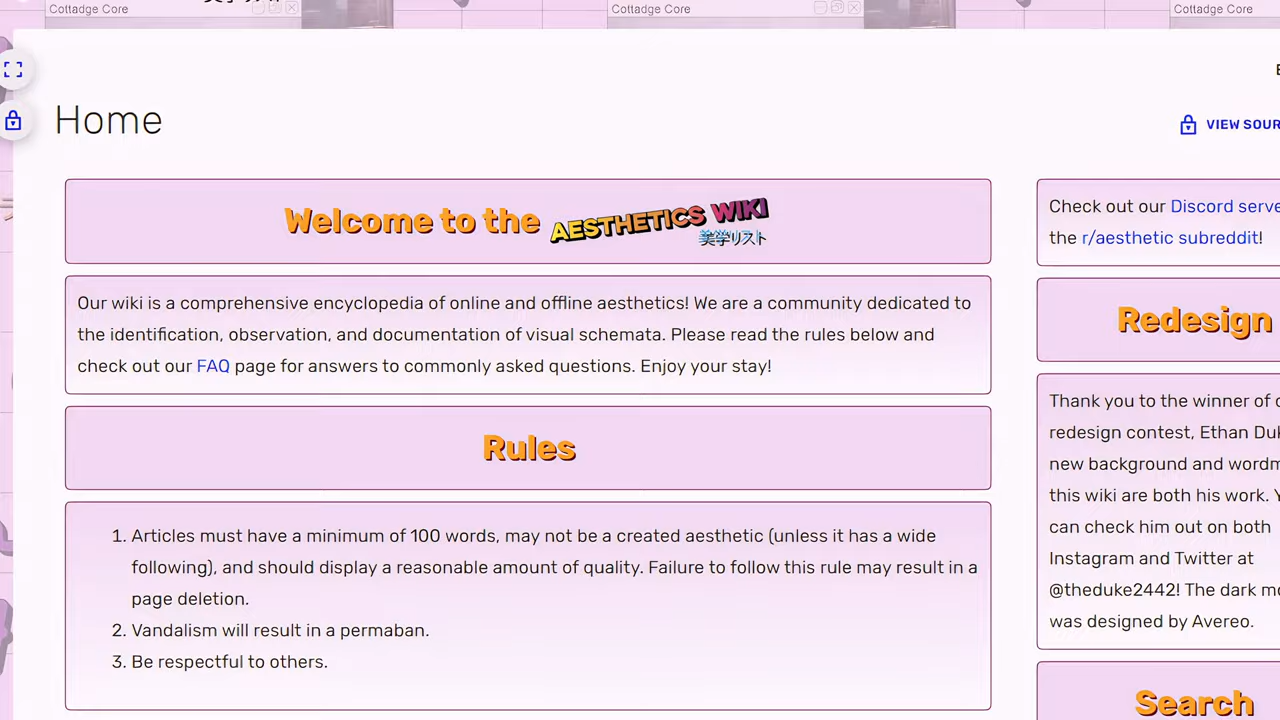 Cottadge Core
Cottadge Core
Cottadge Core
Home
VIEW
Welcome to the AESTHETICS WIKI
美学リスト
Our wiki is a comprehensive encyclopedia of online and offline aesthetics! We are a community dedicated to
the identification, observation, and documentation of visual schemata. Please read the rules below and
check out our FAQ page for answers to commonly asked questions. Enjoy your stay!
Rules
1. Articles must have a minimum of 100 words, may not be a created aesthetic (unless it has a wide
following), and should display a reasonable amount of quality. Failure to follow this rule may result in a
page deletion.
2. Vandalism will result in a permaban.
3. Be respectful to others.
Check out our Discord
the r/aesthetic subreddit!
Redesign
Thank you to the winner of
redesign contest, Ethan
new background and
this wiki are both his work.
can check him out on both
Instagram and Twitter at
@theduke2442! The dark
was designed by Avereo.
Search